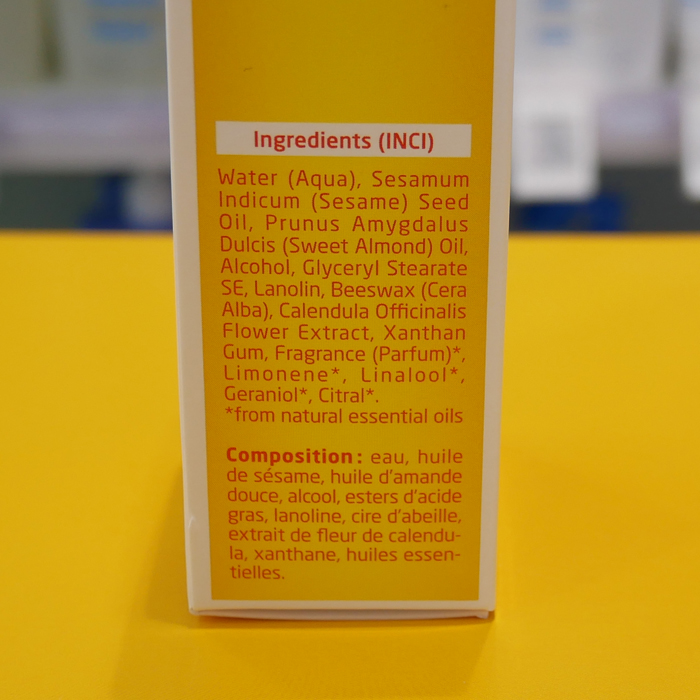 Ingredients (INCI)
Water (Aqua), Sesamum
Indicum (Sesame) Seed
Oil, Prunus Amygdalus
Dulcis (Sweet Almond) Oil,
Alcohol, Glyceryl Stearate
SE, Lanolin, Beeswax (Cera
Alba), Calendula Officinalis
Flower Extract, Xanthan
Gum, Fragrance (Parfum)*,
Limonene*, Linalool*,
Geraniol*, Citral*.
*from natural essential oils
Composition: eau, huile
de sésame, huile d'amande
douce, alcool, esters d'acide
gras, lanoline, cire d'abeille,
extrait de fleur de calendu-
la, xanthane, huiles essen-
tielles.